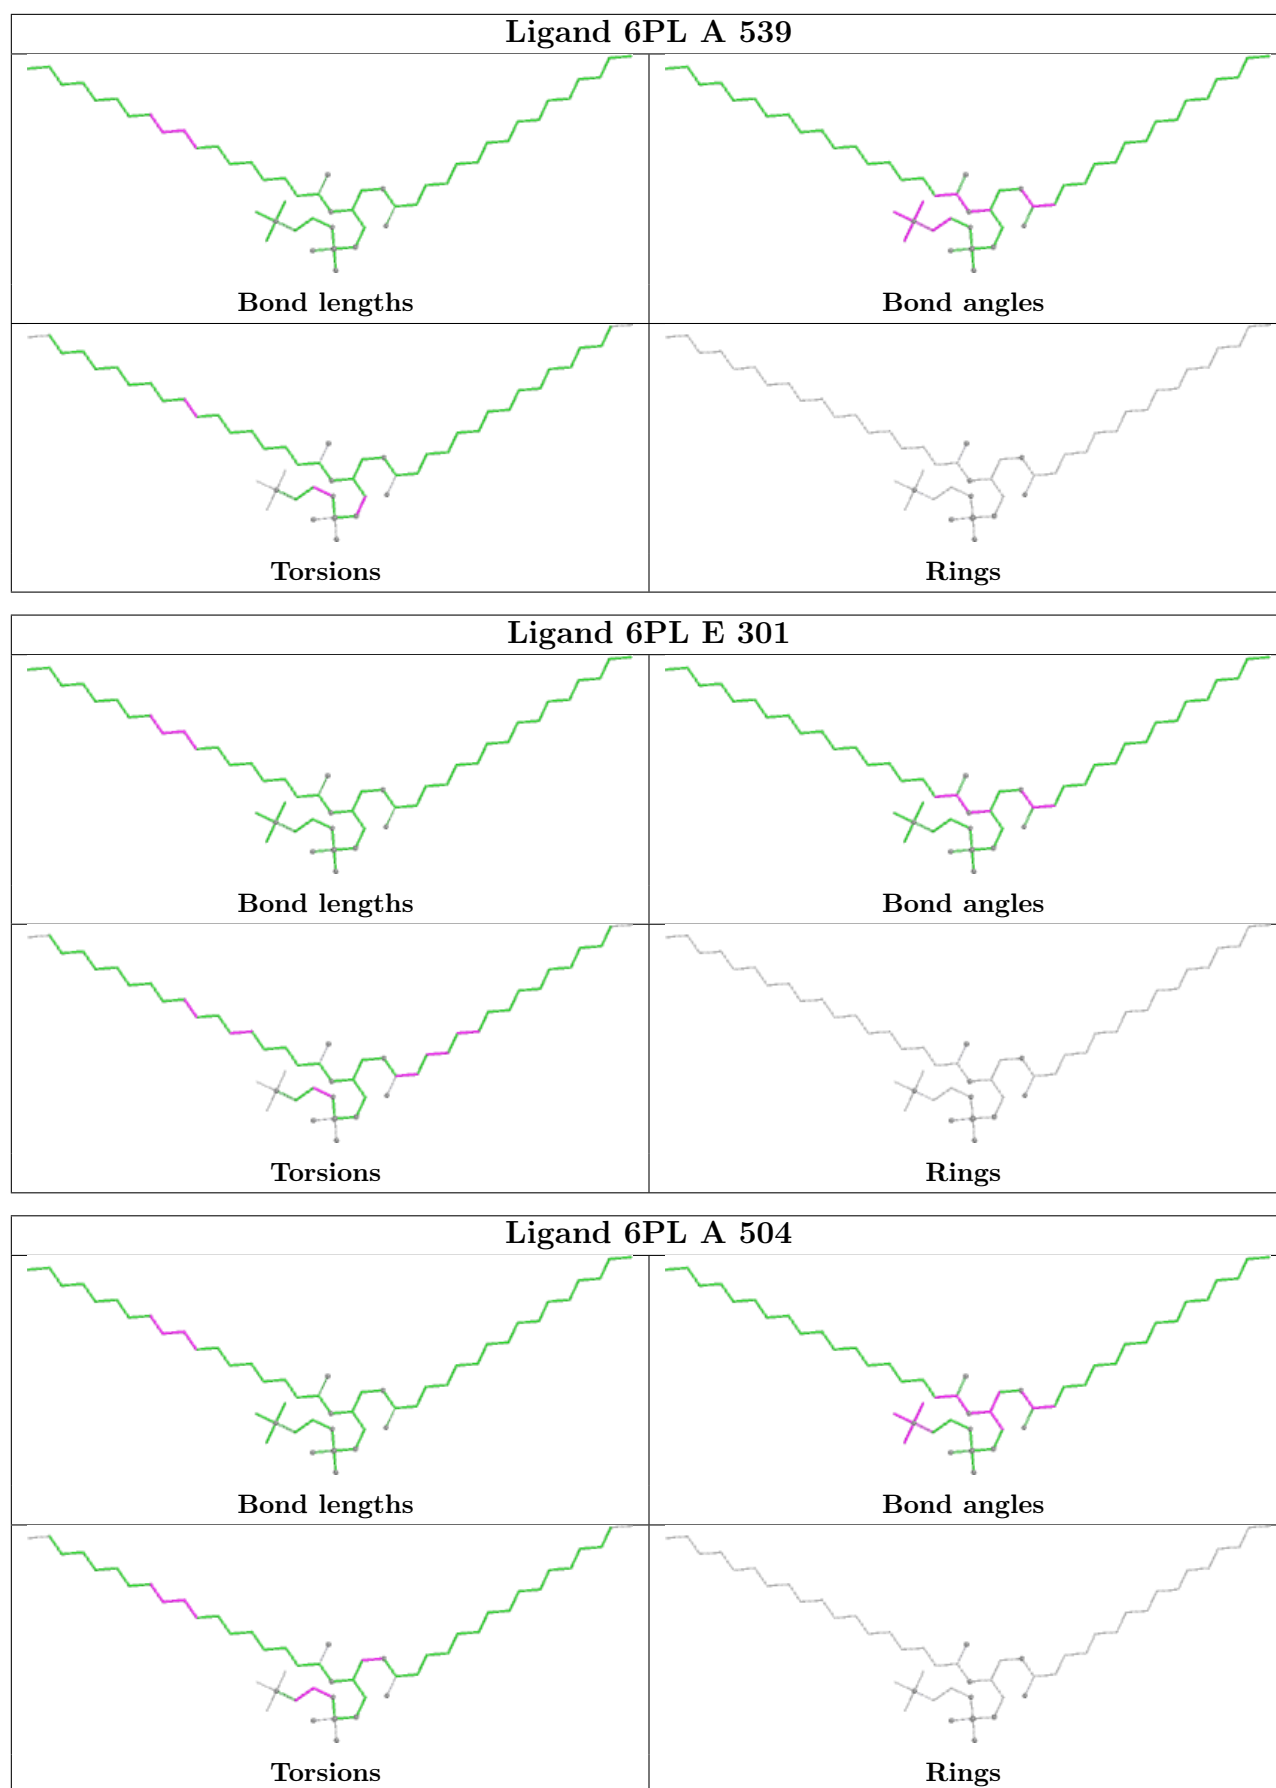 Ligand 6PL A 539
Bond lengths
Bond angles
Torsions
Rings
Ligand 6PL E 301
Bond lengths
Bond angles
Torsions
Rings
Ligand 6PL A 504
Bond lengths
Bond angles
Torsions
Rings